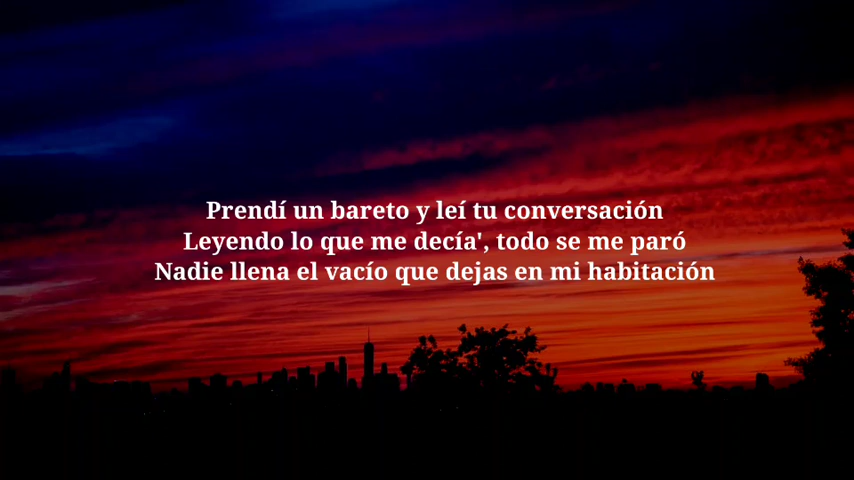 Prendí un bareto y leí tu conversación
Leyendo lo que me decía', todo se me paró
Nadie llena el vacío que dejas en mi habitación